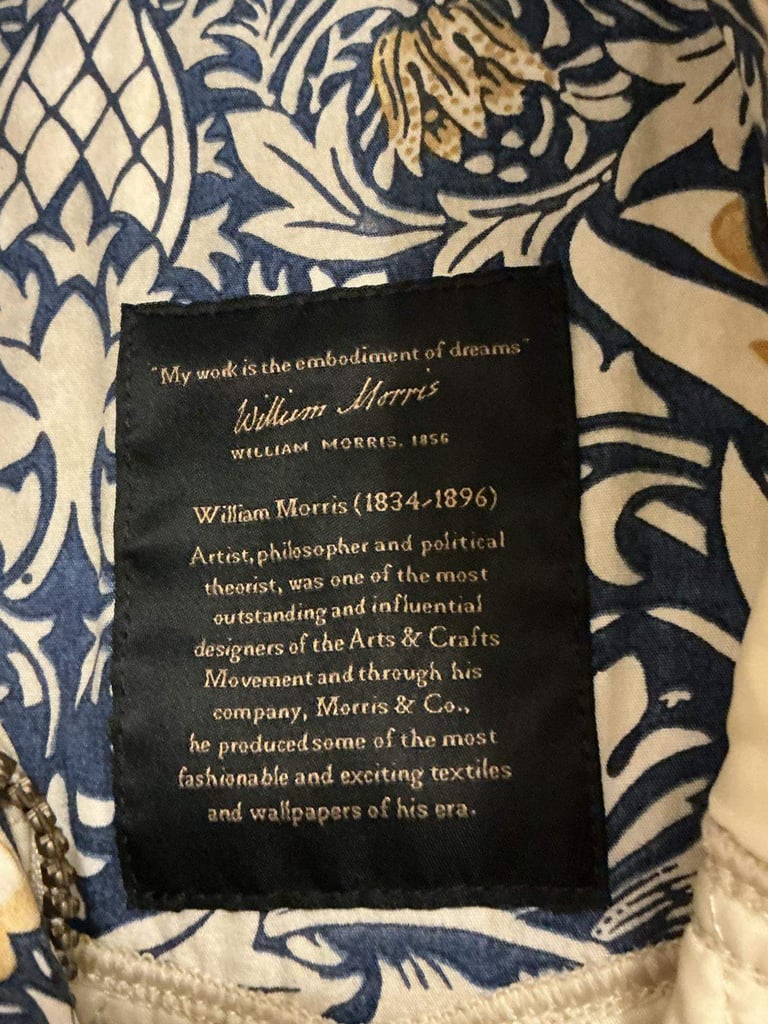 "My work is the embodiment of dreams"
William Morris
WILLIAM MORRIS. 1856
William Morris (1834-1896)
Artist, philosopher and political
theorist, was one of the most
outstanding and influential
designers of the Arts & Crafts
Movement and through his
company, Morris & Co.,
he produced some of the most
fashionable and exciting textiles
and wallpapers of his era.